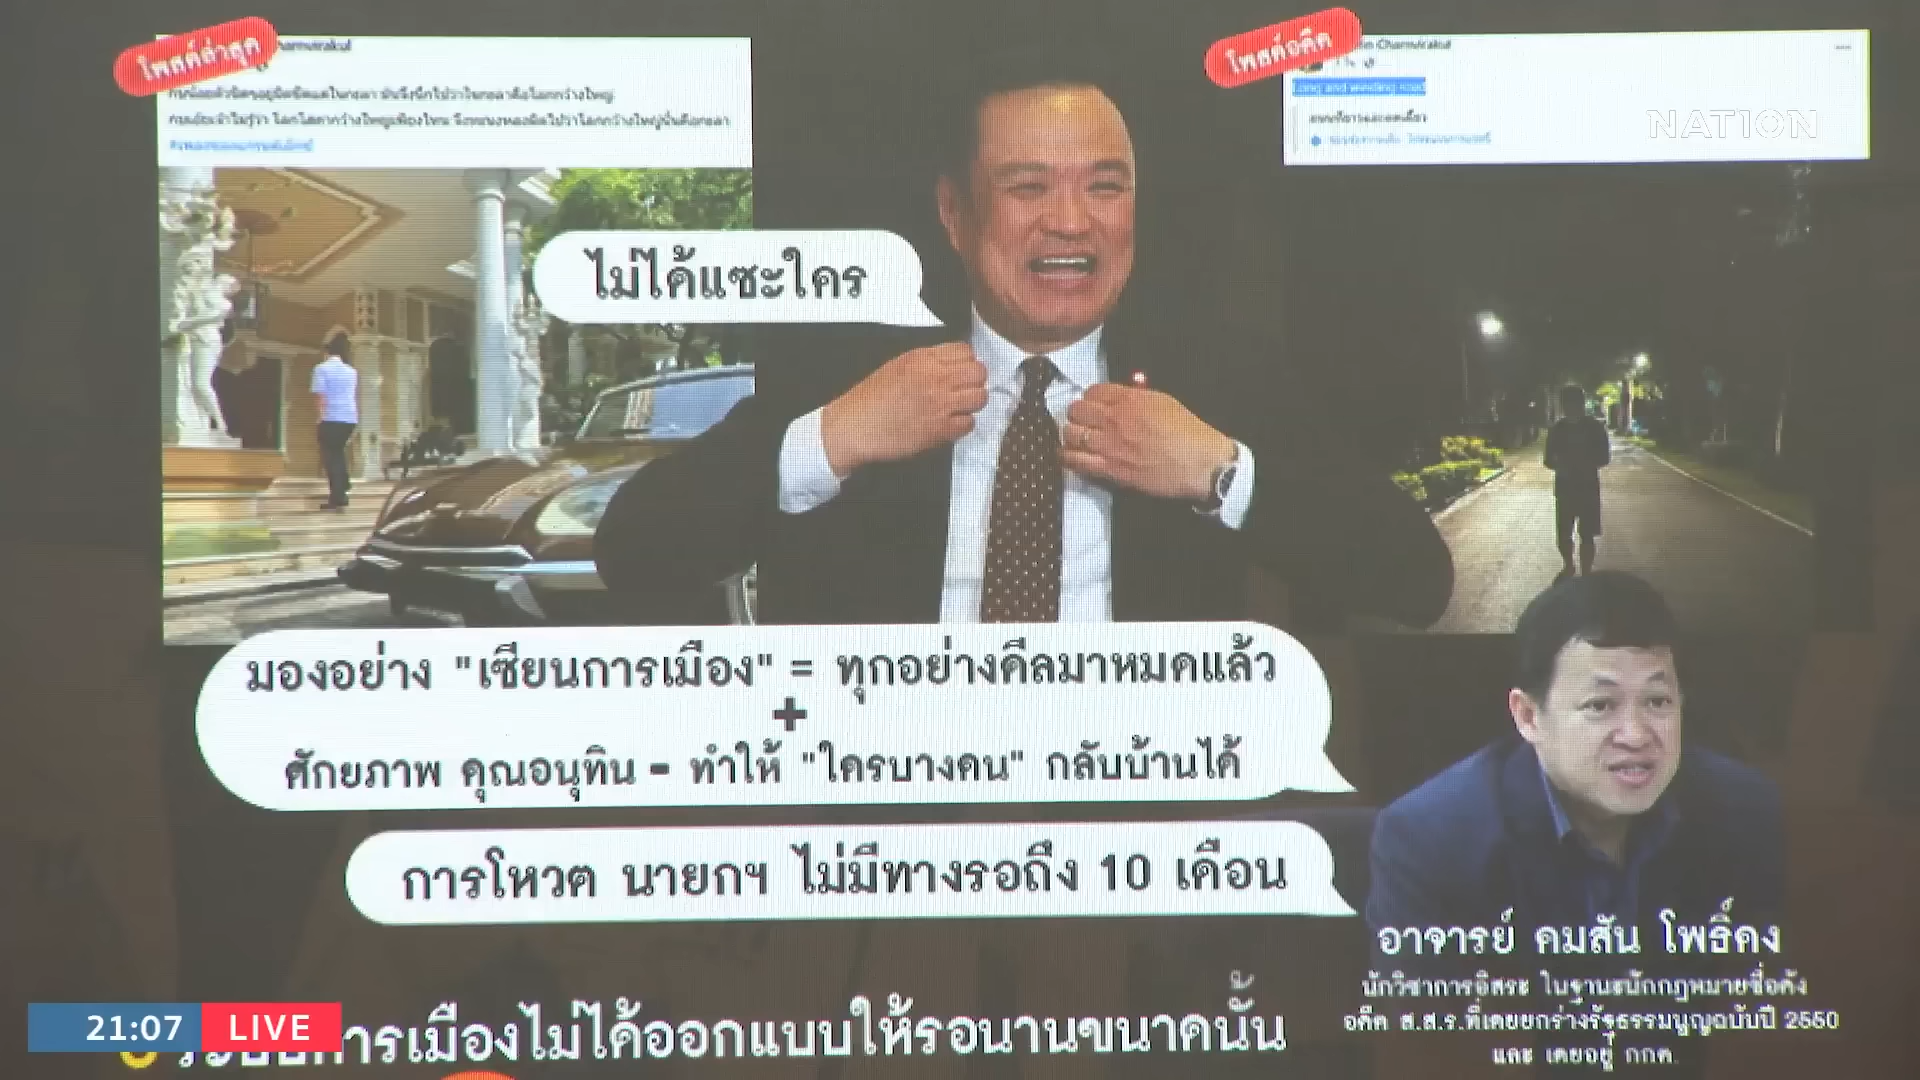 โพสต์ล่าสุด
harnvirakul
โพสต์อดีต
Charnvirakul
Long and winding road
NATION
ไม่ได้แซะใคร
มองอย่าง "เซียนการเมือง" = ทุกอย่างดีลมาหมดแล้ว
+
ศักยภาพ คุณอนุทิน = ทำให้ "ใครบางคน" กลับบ้านได้
การโหวต นายกฯ ไม่มีทางรอถึง 10 เดือน
อาจารย์ คมสัน โพธิ์คง
นักวิชาการอิสระ ในฐานะนักกฎหมายชื่อดัง
อดีต ส.ส.ร.ที่เคยยกร่างรัฐธรรมนูญฉบับปี 2550
และ เคยอยู่ กกต.
การเมืองไม่ได้ออกแบบให้รอนานขนาดนั้น
21:07 LIVE